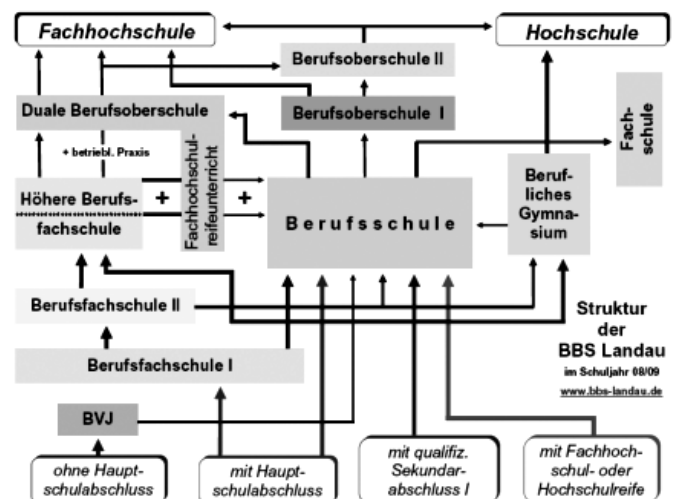 Fachhochschule
Hochschule
Berufsoberschule II
Duale Berufsoberschule
Berufsoberschule I
Fach-
schule
+ betriebl. Praxis
Fachhochschul-
reifeunterricht
Höhere Berufs-
fachschule
+
+
Berufsschule
Beruf-
liches
Gymna-
sium
Berufsfachschule II
Berufsfachschule I
Struktur
der
BBS Landau
im Schuljahr 08/09
www.bbs-landau.de
BVJ
ohne Haupt-
schulabschluss
mit Haupt-
schulabschluss
mit qualifiz.
Sekundar-
abschluss I
mit Fachhoch-
schul- oder
Hochschulreife